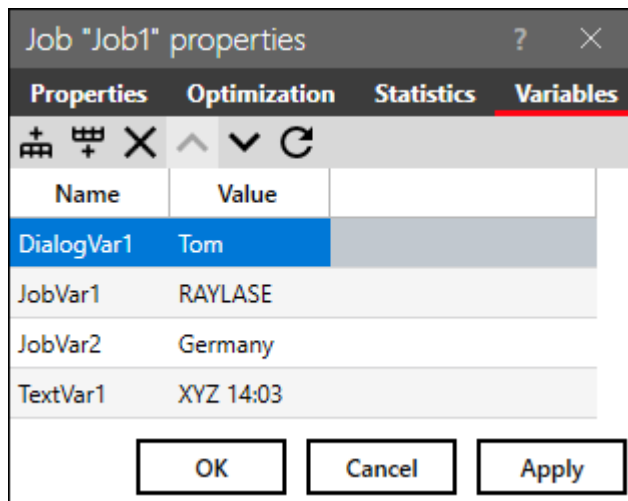 Job "Job1" properties ?
Properties Optimization Statistics Variables
Name Value
DialogVar1 Tom
JobVar1 RAYLASE
JobVar2 Germany
TextVar1 XYZ 14:03
OK Cancel Apply